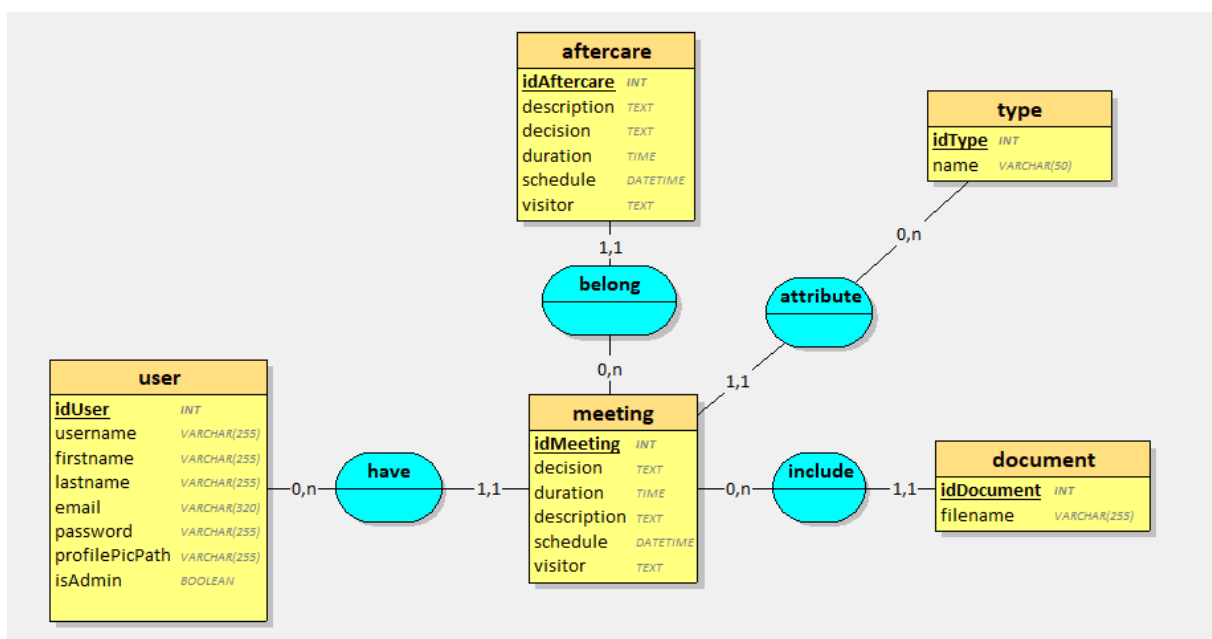 aftercare
idAftercare INT
description TEXT
decision TEXT
duration TIME
schedule DATETIME
visitor TEXT
type
idType INT
name VARCHAR(50)
0,n
1,1
belong
attribute
0,n
1,1
user
idUser INT
username VARCHAR(255)
firstname VARCHAR(255)
lastname VARCHAR(255)
email VARCHAR(320)
password VARCHAR(255)
profilePicPath VARCHAR(255)
isAdmin BOOLEAN
0,n
have
1,1
meeting
idMeeting INT
decision TEXT
duration TIME
description TEXT
schedule DATETIME
visitor TEXT
0,n
include
1,1
document
idDocument INT
filename VARCHAR(255)